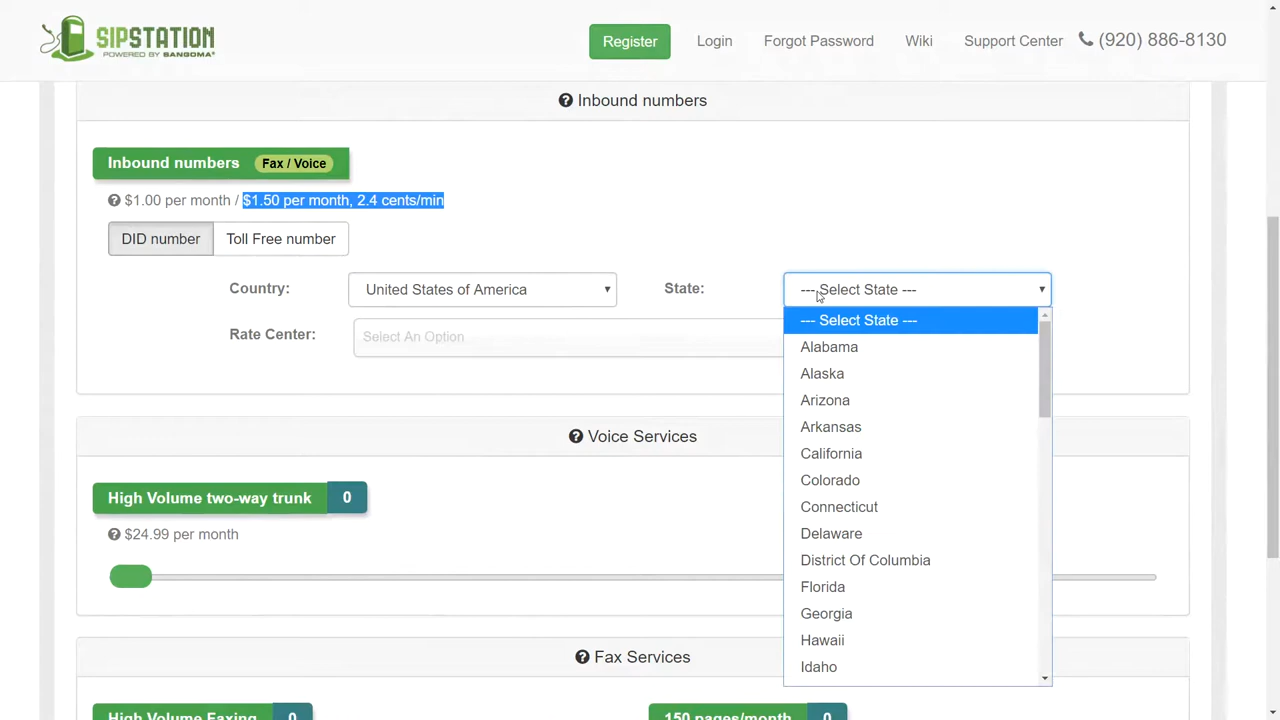 SIPSTATION
POWERED BY SANGOMA
Register
Login
Forgot Password
Wiki
Support Center
(920) 886-8130
Inbound numbers
Inbound numbers Fax / Voice
$1.00 per month / $1.50 per month, 2.4 cents/min
DID number
Toll Free number
Country:
United States of America
State:
--- Select State ---
Rate Center:
Select An Option
--- Select State ---
Alabama
Alaska
Arizona
Arkansas
California
Colorado
Connecticut
Delaware
District Of Columbia
Florida
Georgia
Hawaii
Idaho
Voice Services
High Volume two-way trunk 0
$24.99 per month
Fax Services
High Volume Faxing 0
150 pages/month 0